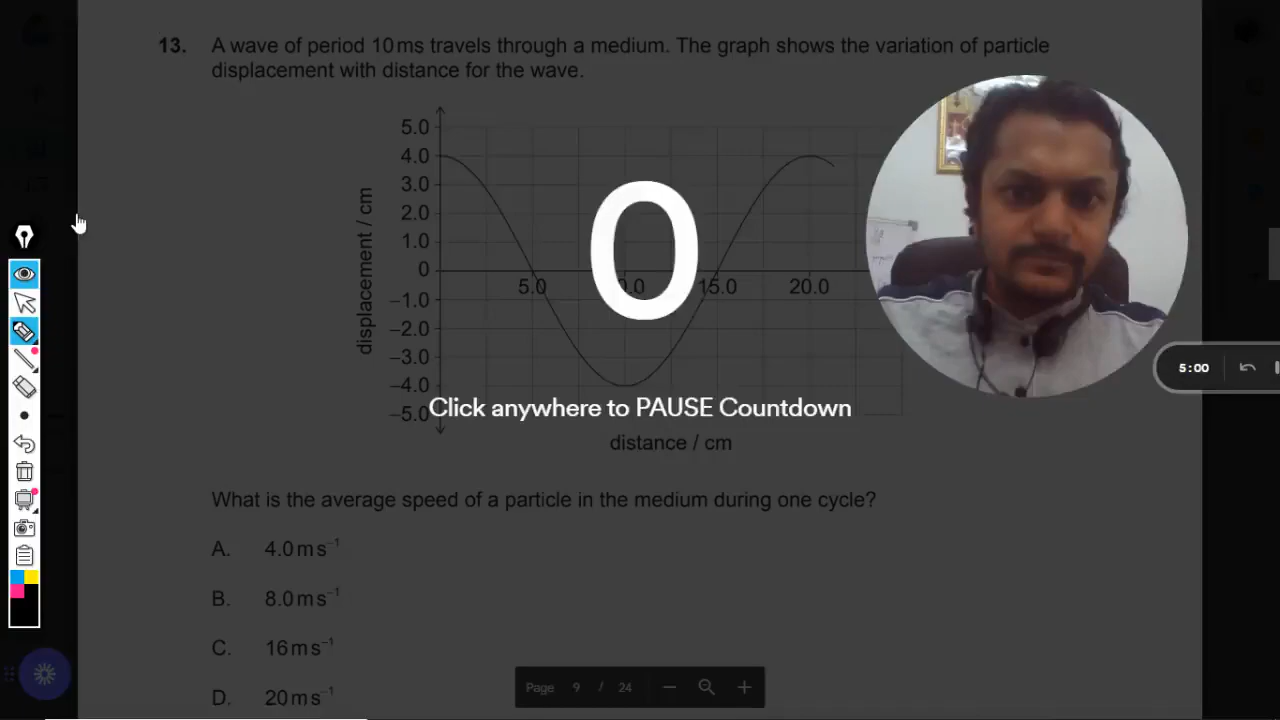 13. A wave of period 10 ms travels through a medium. The graph shows the variation of particle
displacement with distance for the wave.
5.0
4.0
3.0
2.0
1.0
0
–1.0
–2.0
–3.0
–4.0
–5.0
displacement / cm
5.0 15.0 20.0
0
Click anywhere to PAUSE Countdown
distance / cm
5:00
What is the average speed of a particle in the medium during one cycle?
A. 4.0 m s⁻¹
B. 8.0 m s⁻¹
C. 16 m s⁻¹
D. 20 m s⁻¹
Page 9 / 24